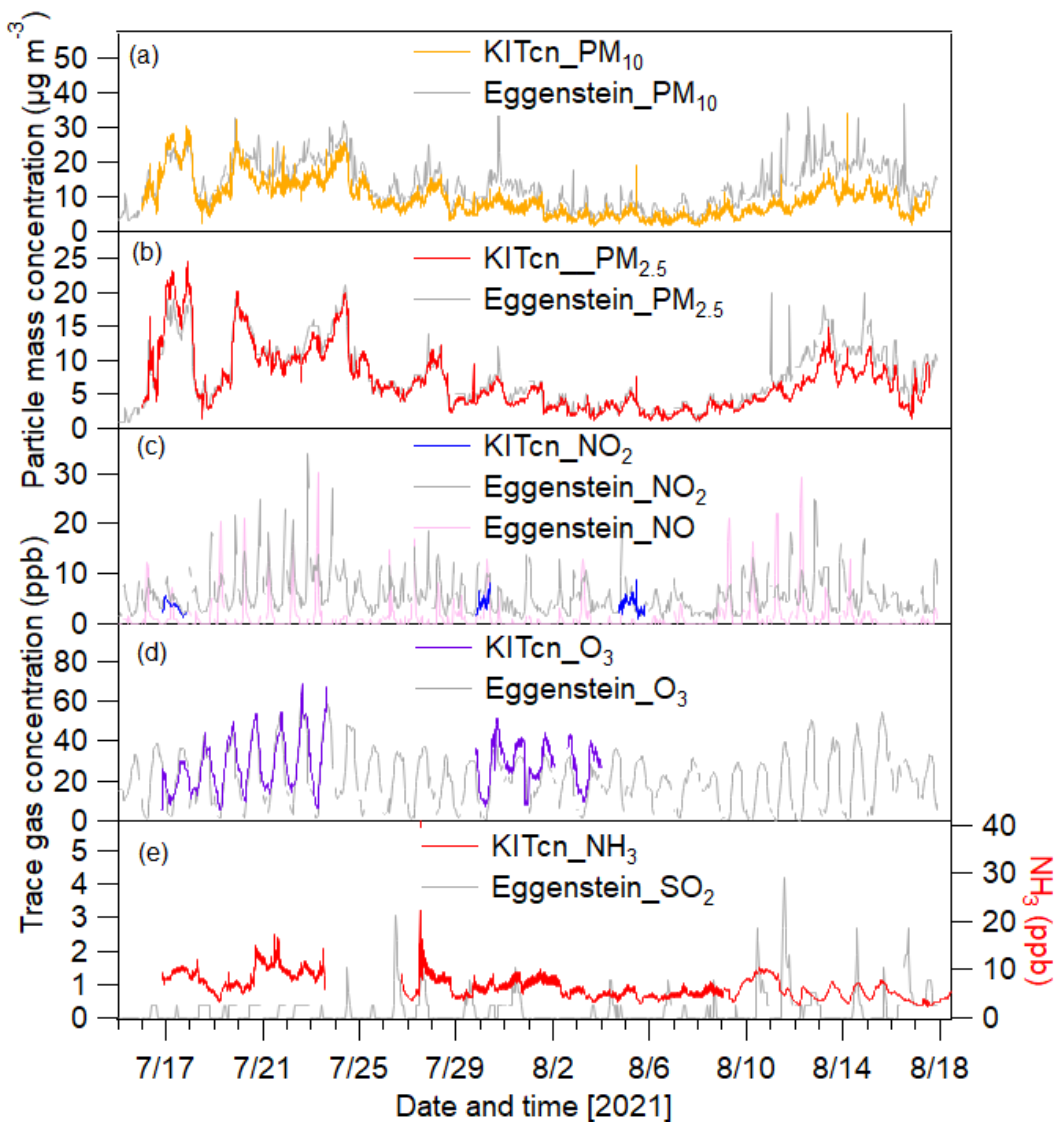 Particle mass concentration (µg m⁻³)
Trace gas concentration (ppb)
(a)
KITcn_PM₁₀
Eggenstein_PM₁₀
50
40
30
20
10
0
(b)
KITcn__PM₂.₅
Eggenstein_PM₂.₅
25
20
15
10
5
0
(c)
KITcn_NO₂
Eggenstein_NO₂
Eggenstein_NO
30
20
10
0
(d)
KITcn_O₃
Eggenstein_O₃
80
60
40
20
0
(e)
KITcn_NH₃
Eggenstein_SO₂
5
4
3
2
1
0
40
30
20
10
0
NH₃ (ppb)
7/17 7/21 7/25 7/29 8/2 8/6 8/10 8/14 8/18
Date and time [2021]